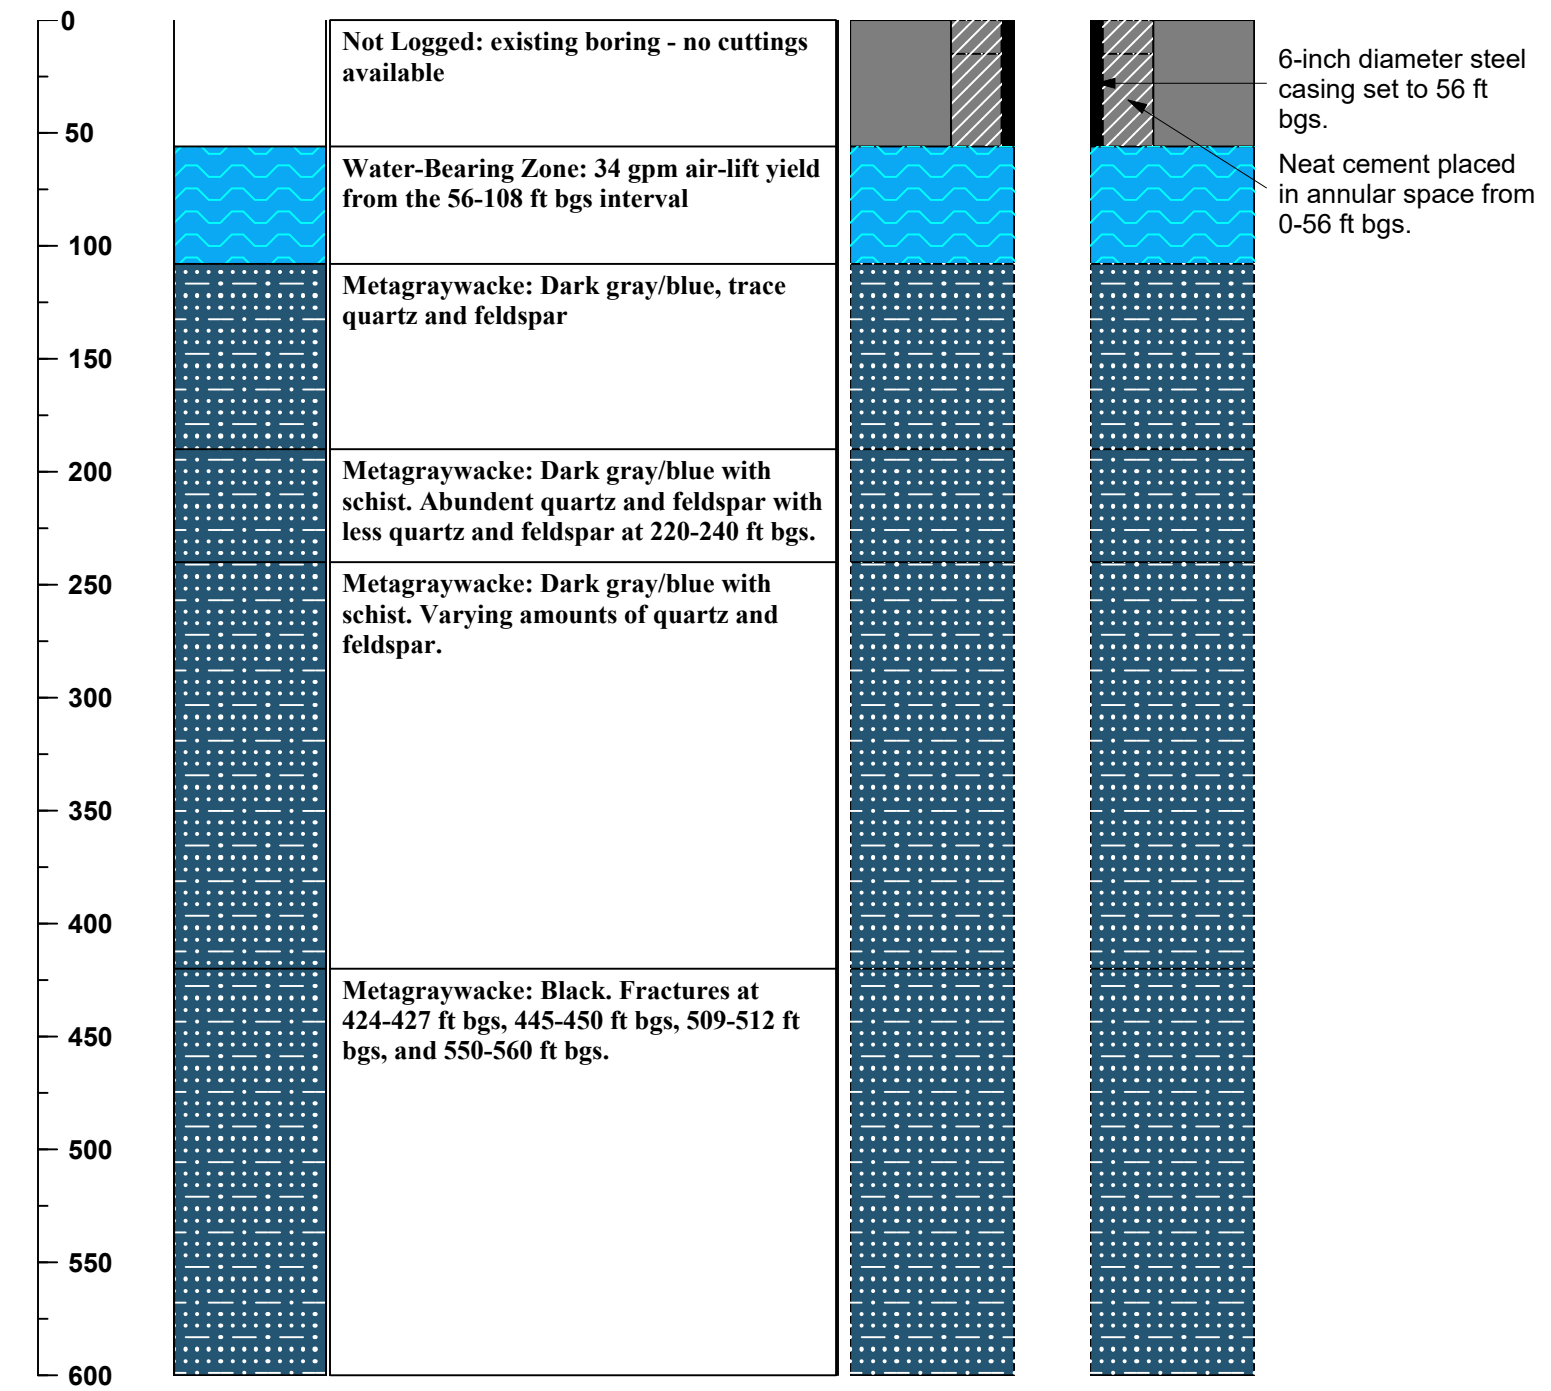 0
50
100
150
200
250
300
350
400
450
500
550
600
Not Logged: existing boring - no cuttings
available
Water-Bearing Zone: 34 gpm air-lift yield
from the 56-108 ft bgs interval
Metagraywacke: Dark gray/blue, trace
quartz and feldspar
Metagraywacke: Dark gray/blue with
schist. Abundent quartz and feldspar with
less quartz and feldspar at 220-240 ft bgs.
Metagraywacke: Dark gray/blue with
schist. Varying amounts of quartz and
feldspar.
Metagraywacke: Black. Fractures at
424-427 ft bgs, 445-450 ft bgs, 509-512 ft
bgs, and 550-560 ft bgs.
6-inch diameter steel
casing set to 56 ft
bgs.
Neat cement placed
in annular space from
0-56 ft bgs.